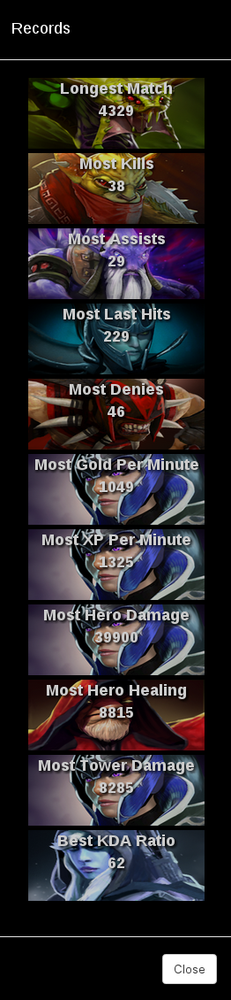 Records
Longest Match
4329
Most Kills
38
Most Assists
29
Most Last Hits
229
Most Denies
46
Most Gold Per Minute
1049
Most XP Per Minute
1325
Most Hero Damage
39900
Most Hero Healing
8815
Most Tower Damage
8285
Best KDA Ratio
62
Close